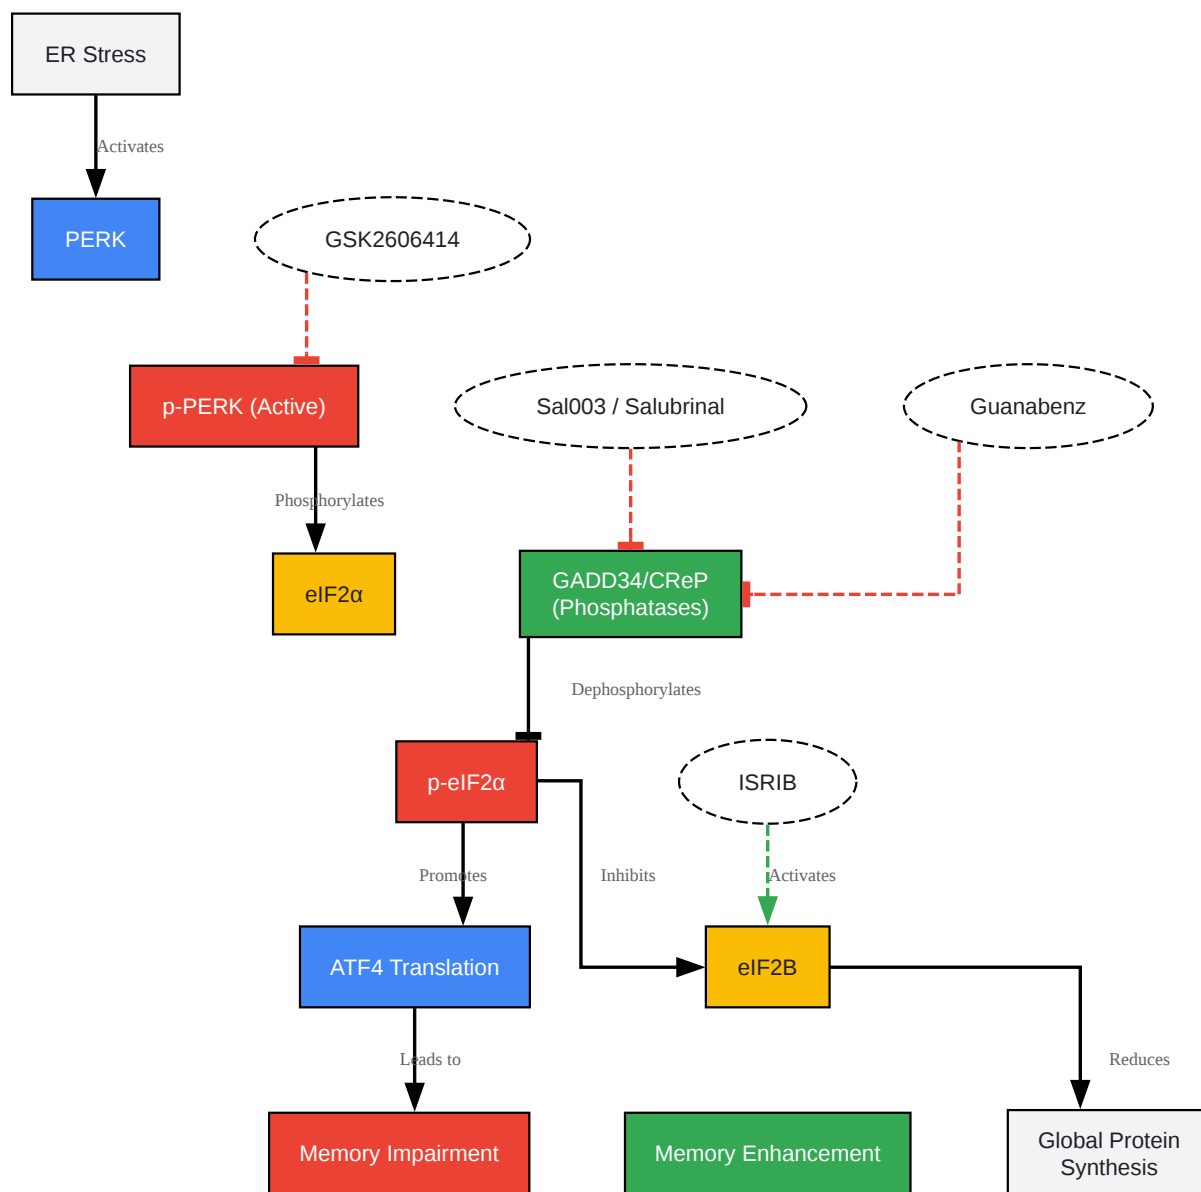 ER Stress
Activates
PERK
GSK2606414
p-PERK (Active)
Sal003 / Salubrinal
Guanabenz
Phosphorylates
eIF2α
GADD34/CReP
(Phosphatases)
Dephosphorylates
p-eIF2α
ISRIB
Promotes
Inhibits
Activates
ATF4 Translation
eIF2B
Leads to
Reduces
Memory Impairment
Memory Enhancement
Global Protein
Synthesis